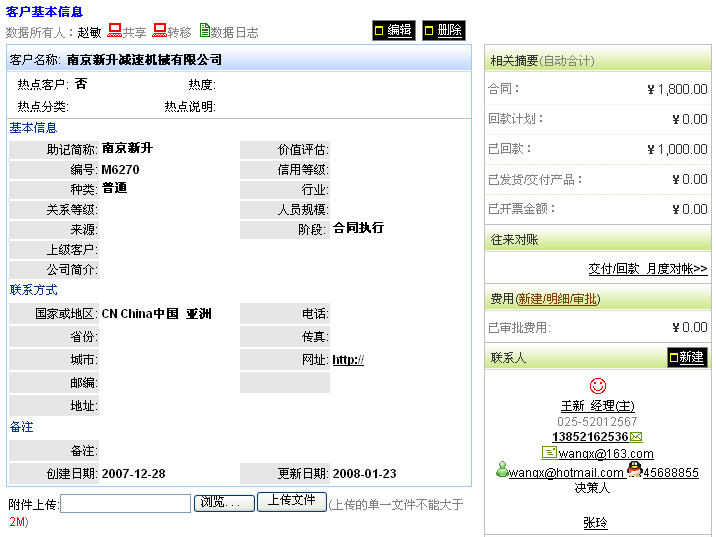 客户基本信息
数据所有人：赵敏 共享 转移 数据日志 编辑 删除
客户名称: 南京新升减速机械有限公司
热点客户: 否 热度:
热点分类: 热点说明:
基本信息
助记简称: 南京新升 价值评估:
编号: M6270 信用等级:
种类: 普通 行业:
关系等级: 人员规模:
来源: 阶段: 合同执行
上级客户:
公司简介:
联系方式
国家或地区: CN China中国 亚洲 电话:
省份: 传真:
城市: 网址: http://
邮编:
地址:
备注
备注:
创建日期: 2007-12-28 更新日期: 2008-01-23
附件上传: 浏览... 上传文件 (上传的单一文件不能大于
2M)
相关摘要(自动合计)
合同： ¥ 1,800.00
回款计划： ¥ 0.00
已回款： ¥ 1,000.00
已发货/交付产品： ¥ 0.00
已开票金额： ¥ 0.00
往来对账
交付/回款 月度对帐>>
费用(新建/明细/审批)
已审批费用: ¥ 0.00
联系人 新建
王新 经理(主)
025-52012567
13852162536
wangx@163.com
wangx@hotmail.com 45688855
决策人
张玲